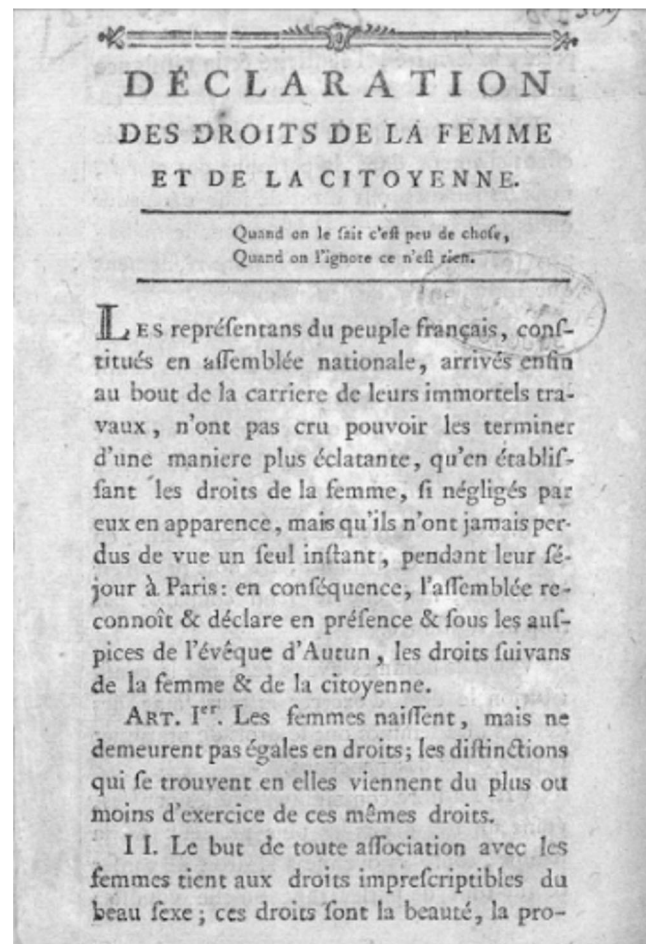 DÉCLARATION
DES DROITS DE LA FEMME
ET DE LA CITOYENNE.
Quand on le ſait c'eſt peu de choſe,
Quand on l'ignore ce n'eſt rien.
LES repréſentans du peuple français, conſ-
titués en aſſemblée nationale, arrivés enfin
au bout de la carriere de leurs immortels tra-
vaux, n'ont pas cru pouvoir les terminer
d'une maniere plus éclatante, qu'en établiſ-
ſant les droits de la femme, ſi négligés par
eux en apparence, mais qu'ils n'ont jamais per-
dus de vue un ſeul inſtant, pendant leur ſé-
jour à Paris: en conſéquence, l'aſſemblée re-
connoît & déclare en préſence & ſous les auſ-
pices de l'évêque d'Autun, les droits ſuivans
de la femme & de la citoyenne.
ART. Ier. Les femmes naiſſent, mais ne
demeurent pas égales en droits; les diſtinctions
qui ſe trouvent en elles viennent du plus ou
moins d'exercice de ces mêmes droits.
II. Le but de toute aſſociation avec les
femmes tient aux droits impreſcriptibles du
beau ſexe; ces droits ſont la beauté, la pro-